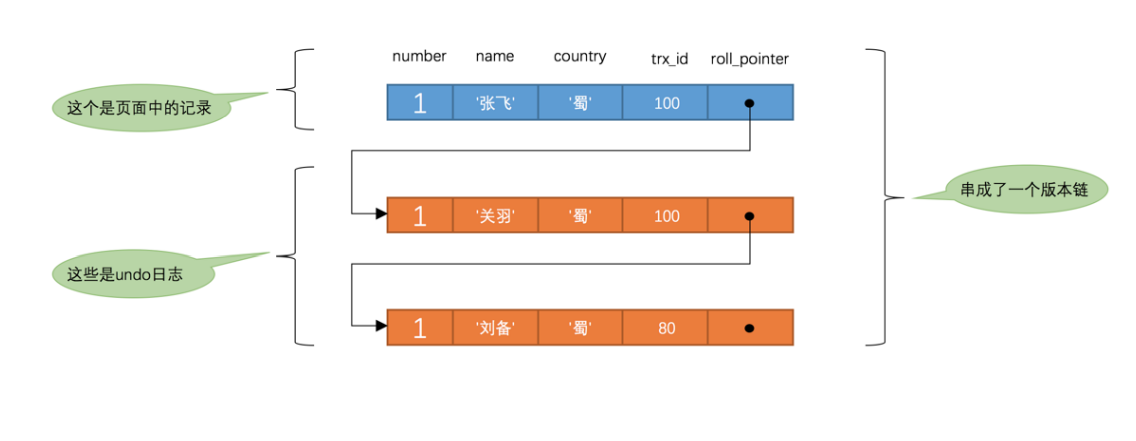 number name country trx_id roll_pointer
这个是页面中的记录
1 '张飞' '蜀' 100
串成了一个版本链
1 '关羽' '蜀' 100
这些是undo日志
1 '刘备' '蜀' 80